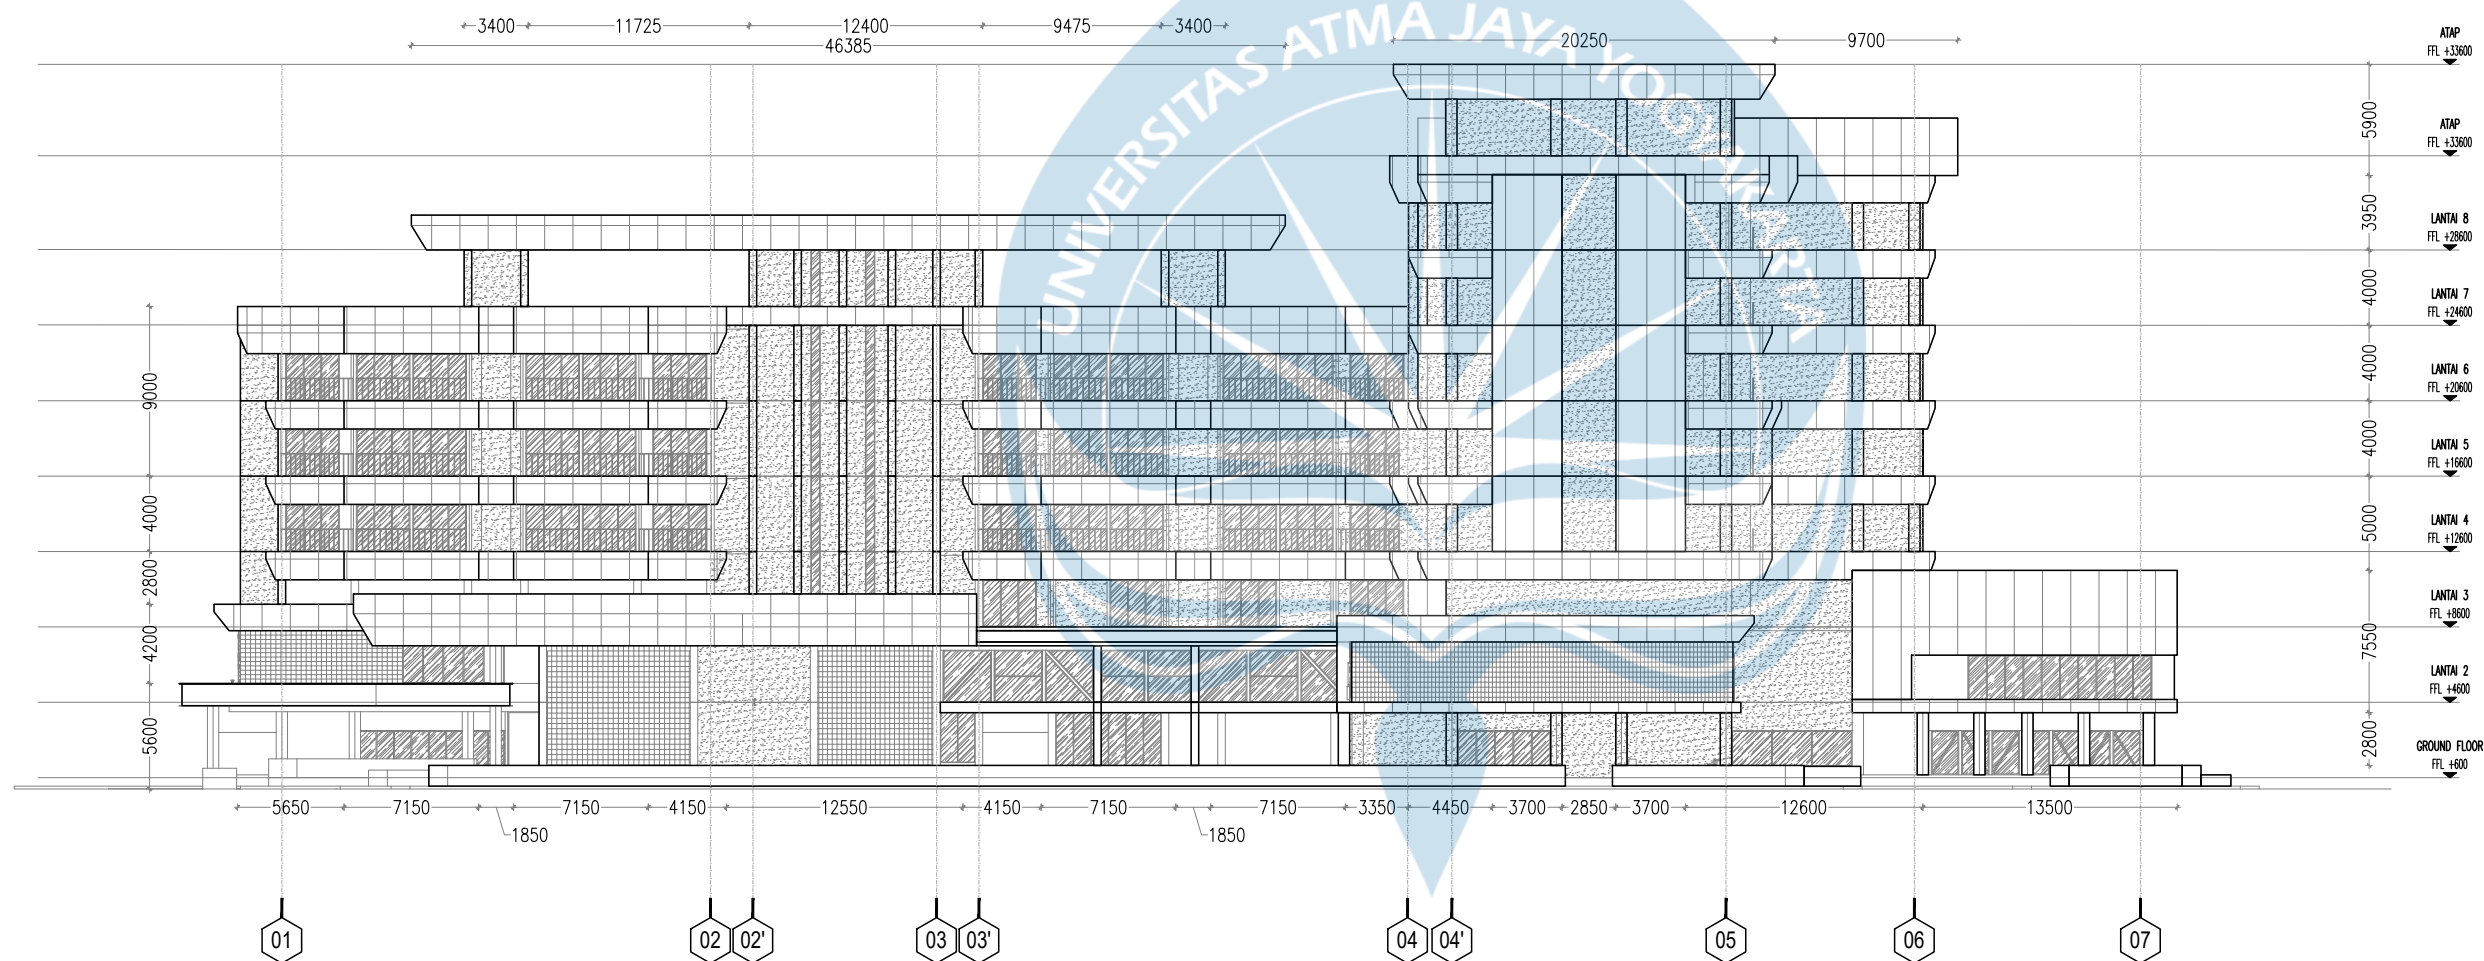 3400 11725 12400 9475 3400
46385
20250 9700
UNIVERSITAS ATMA JAYA YOGYAKARTA
ATAP
FFL +33600
ATAP
FFL +33600
LANTAI 8
FFL +28600
LANTAI 7
FFL +24600
LANTAI 6
FFL +20600
LANTAI 5
FFL +16600
LANTAI 4
FFL +12600
LANTAI 3
FFL +8600
LANTAI 2
FFL +4600
GROUND FLOOR
FFL +600
5900
3950
4000
4000
4000
5000
7550
2800
9000
4000
2800
4200
5600
5650 7150 7150 4150 12550 4150 7150 7150 3350 4450 3700 2850 3700 12600 13500
1850 1850
01 02 02' 03 03' 04 04' 05 06 07